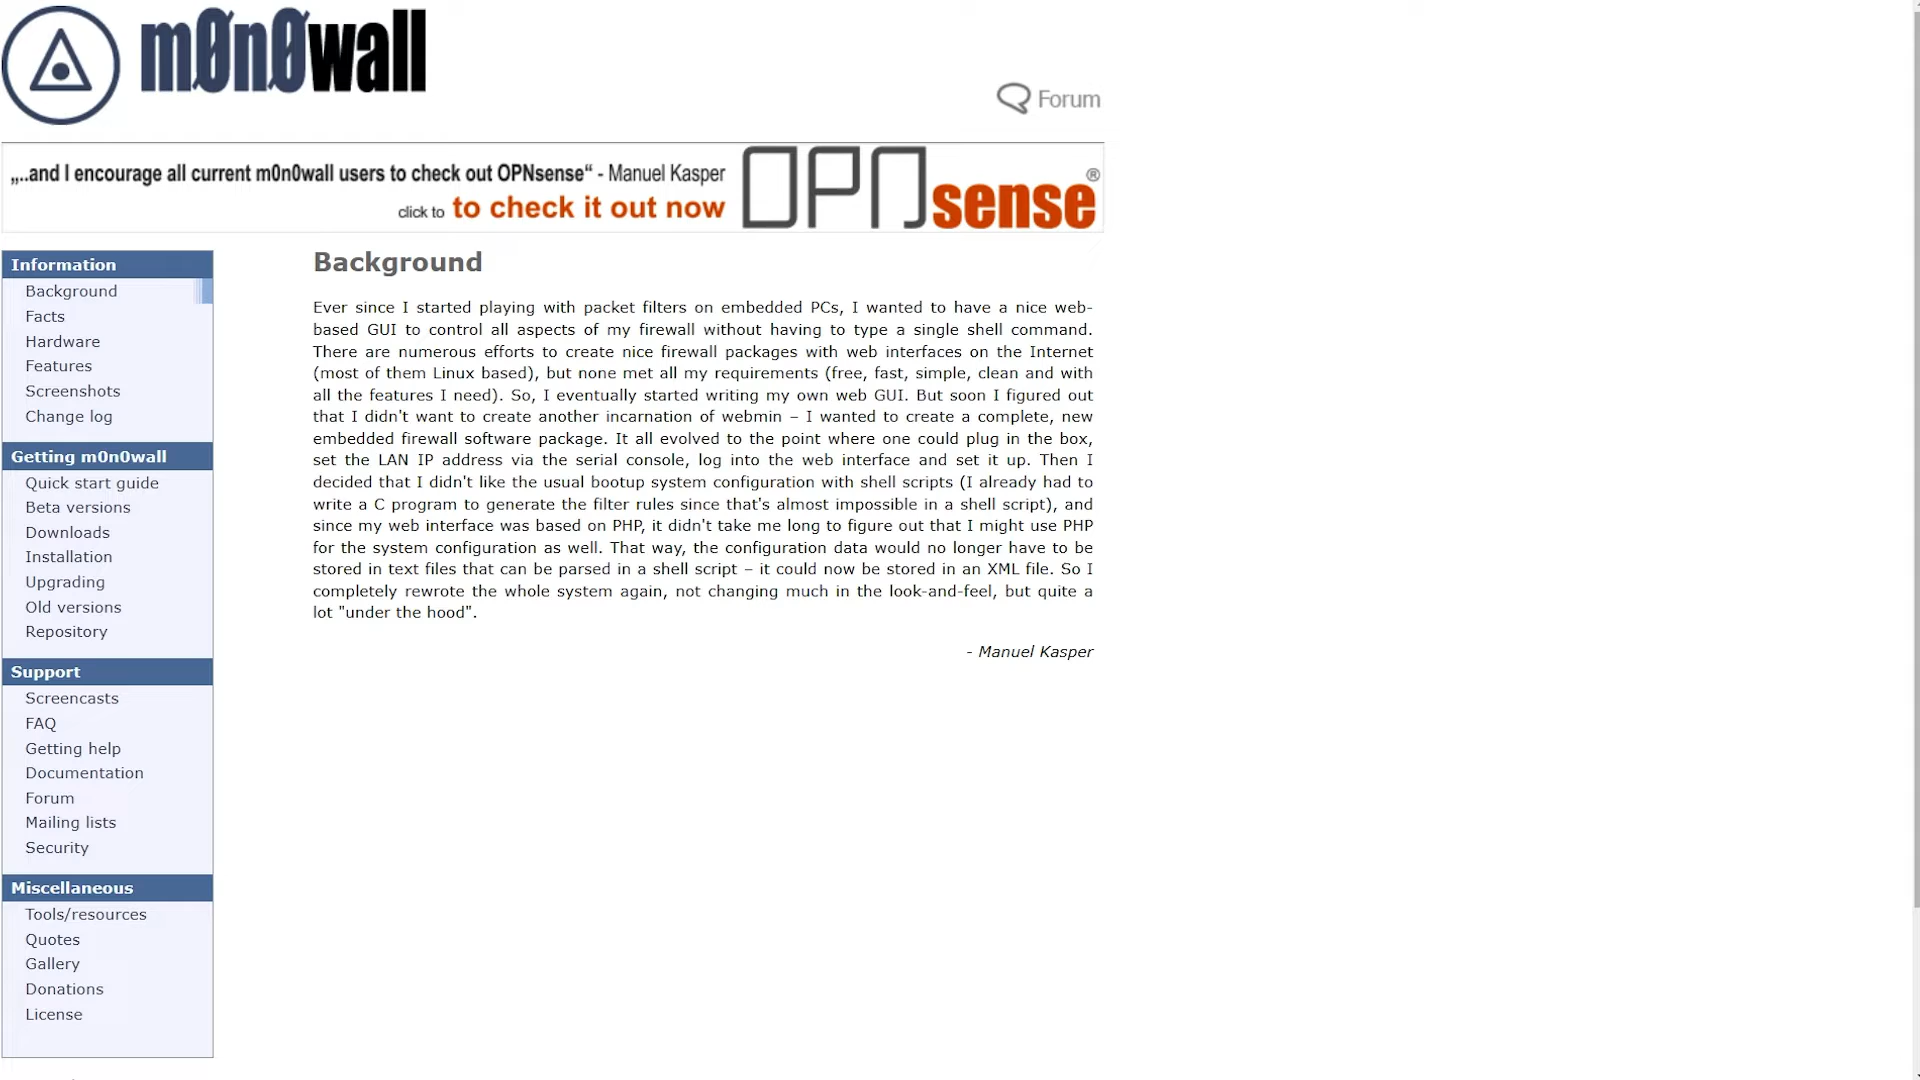 m0n0wall
Forum
„..and I encourage all current m0n0wall users to check out OPNsense“ - Manuel Kasper
click to to check it out now
OPNsense®
Information
Background
Facts
Hardware
Features
Screenshots
Change log
Getting m0n0wall
Quick start guide
Beta versions
Downloads
Installation
Upgrading
Old versions
Repository
Support
Screencasts
FAQ
Getting help
Documentation
Forum
Mailing lists
Security
Miscellaneous
Tools/resources
Quotes
Gallery
Donations
License
Background
Ever since I started playing with packet filters on embedded PCs, I wanted to have a nice web-
based GUI to control all aspects of my firewall without having to type a single shell command.
There are numerous efforts to create nice firewall packages with web interfaces on the Internet
(most of them Linux based), but none met all my requirements (free, fast, simple, clean and with
all the features I need). So, I eventually started writing my own web GUI. But soon I figured out
that I didn't want to create another incarnation of webmin – I wanted to create a complete, new
embedded firewall software package. It all evolved to the point where one could plug in the box,
set the LAN IP address via the serial console, log into the web interface and set it up. Then I
decided that I didn't like the usual bootup system configuration with shell scripts (I already had to
write a C program to generate the filter rules since that's almost impossible in a shell script), and
since my web interface was based on PHP, it didn't take me long to figure out that I might use PHP
for the system configuration as well. That way, the configuration data would no longer have to be
stored in text files that can be parsed in a shell script – it could now be stored in an XML file. So I
completely rewrote the whole system again, not changing much in the look-and-feel, but quite a
lot "under the hood".
- Manuel Kasper